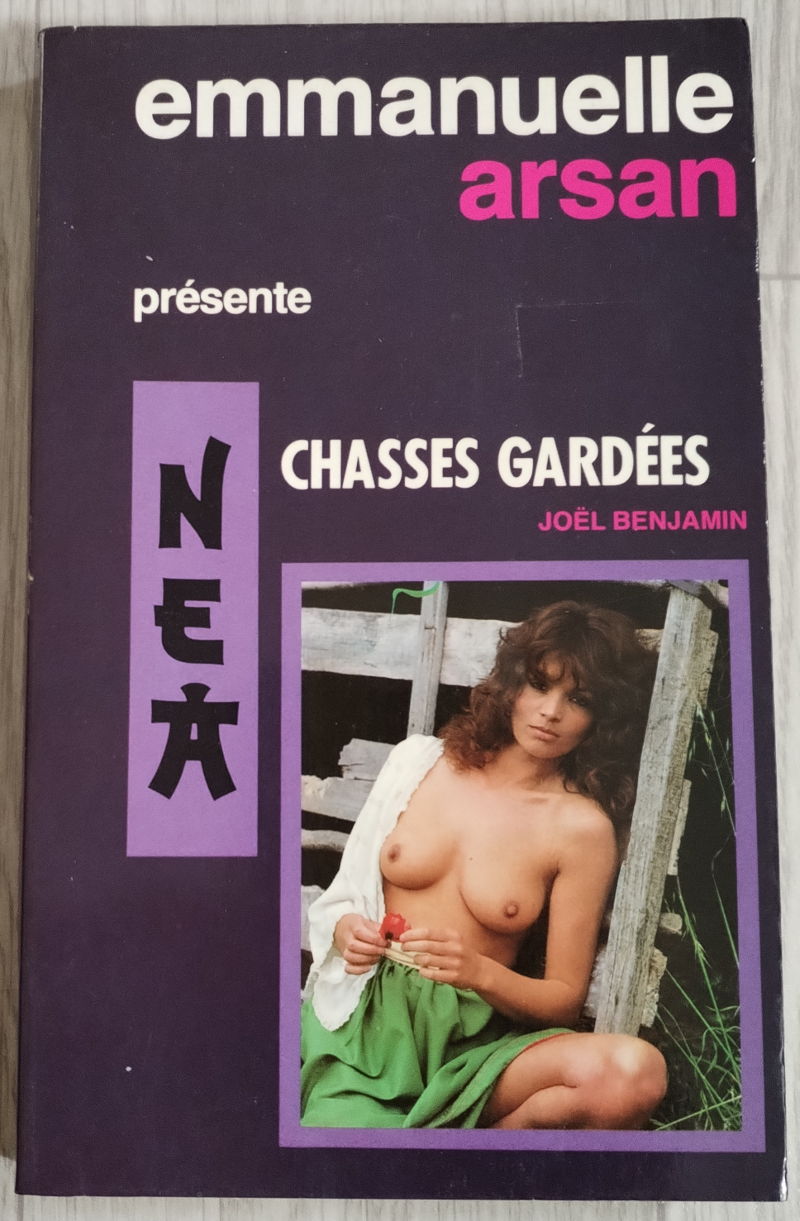 emmanuelle
arsan
présente
NEA
CHASSES GARDÉES
JOËL BENJAMIN